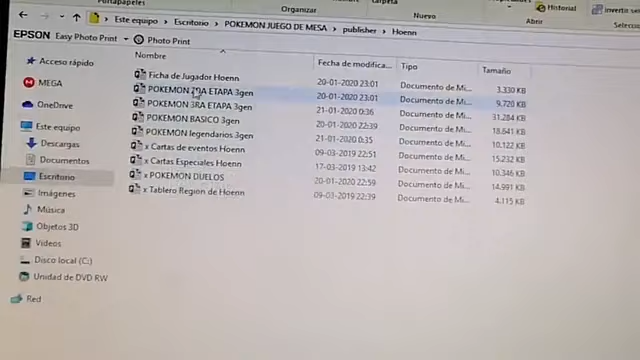 Portapapeles
Organizar
Nuevo
Abrir
Historial
Invertir sele
Este equipo > Escritorio > POKEMON JUEGO DE MESA > publisher > Hoenn
EPSON Easy Photo Print Photo Print
Nombre Fecha de modifica... Tipo Tamaño
Acceso rápido
MEGA
OneDrive
Este equipo
Descargas
Documentos
Escritorio
Imágenes
Música
Objetos 3D
Vídeos
Disco local (C:)
Unidad de DVD RW
Red
Ficha de Jugador Hoenn 20-01-2020 23:01 Documento de Mi... 3.330 KB
POKEMON ETAPA 3gen 20-01-2020 23:01 Documento de Mi... 9.720 KB
POKEMON 3RA ETAPA 3gen 21-01-2020 0:36 Documento de Mi... 31.284 KB
POKEMON BASICO 3gen 20-01-2020 22:39 Documento de Mi... 18.641 KB
POKEMON legendarios 3gen 21-01-2020 0:35 Documento de Mi... 10.122 KB
x Cartas de eventos Hoenn 09-03-2019 22:51 Documento de Mi... 15.232 KB
x Cartas Especiales Hoenn 17-03-2019 13:42 Documento de Mi... 10.346 KB
x POKEMON DUELOS 20-01-2020 22:59 Documento de Mi... 14.991 KB
x Tablero Region de Hoenn 09-03-2019 22:39 Documento de Mi... 4.115 KB